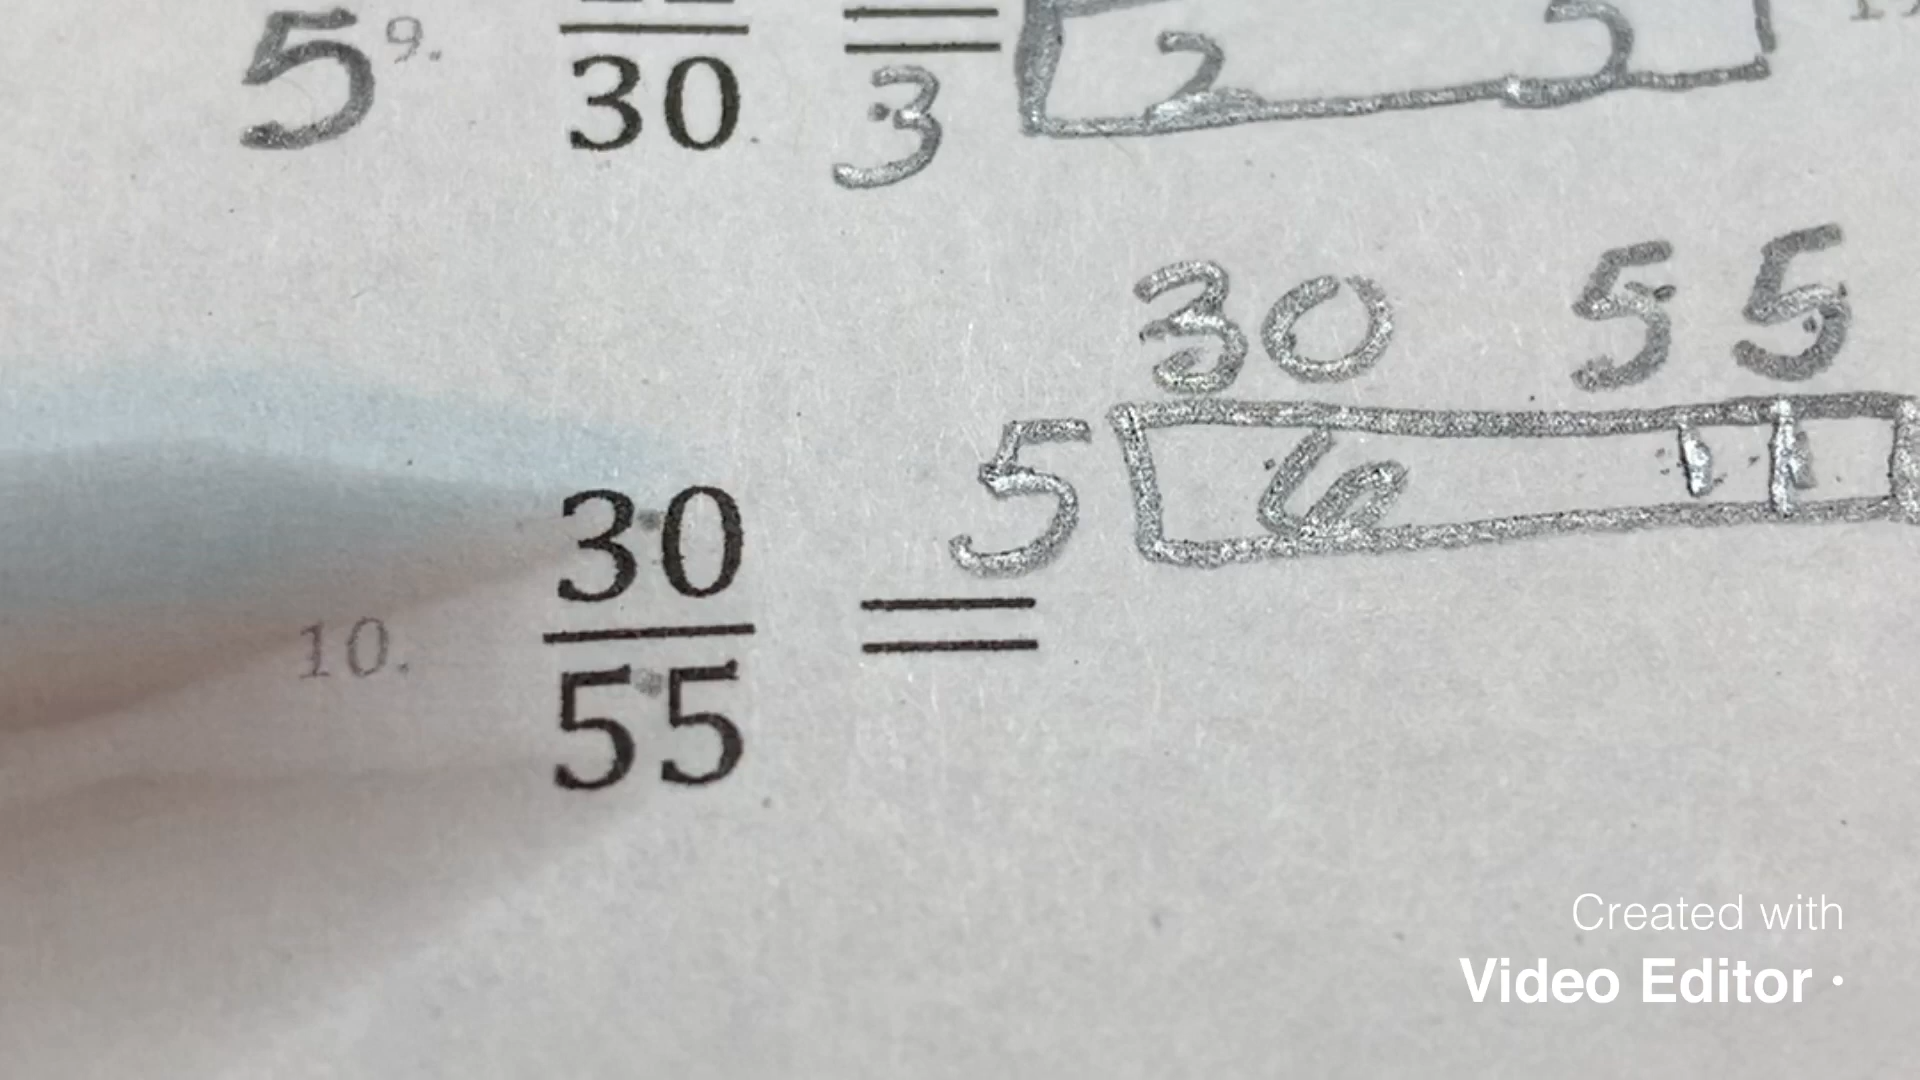 5 9. 30 = 3 2 5
30 55
5 6 11
30
10. =
55
Created with
Video Editor ·